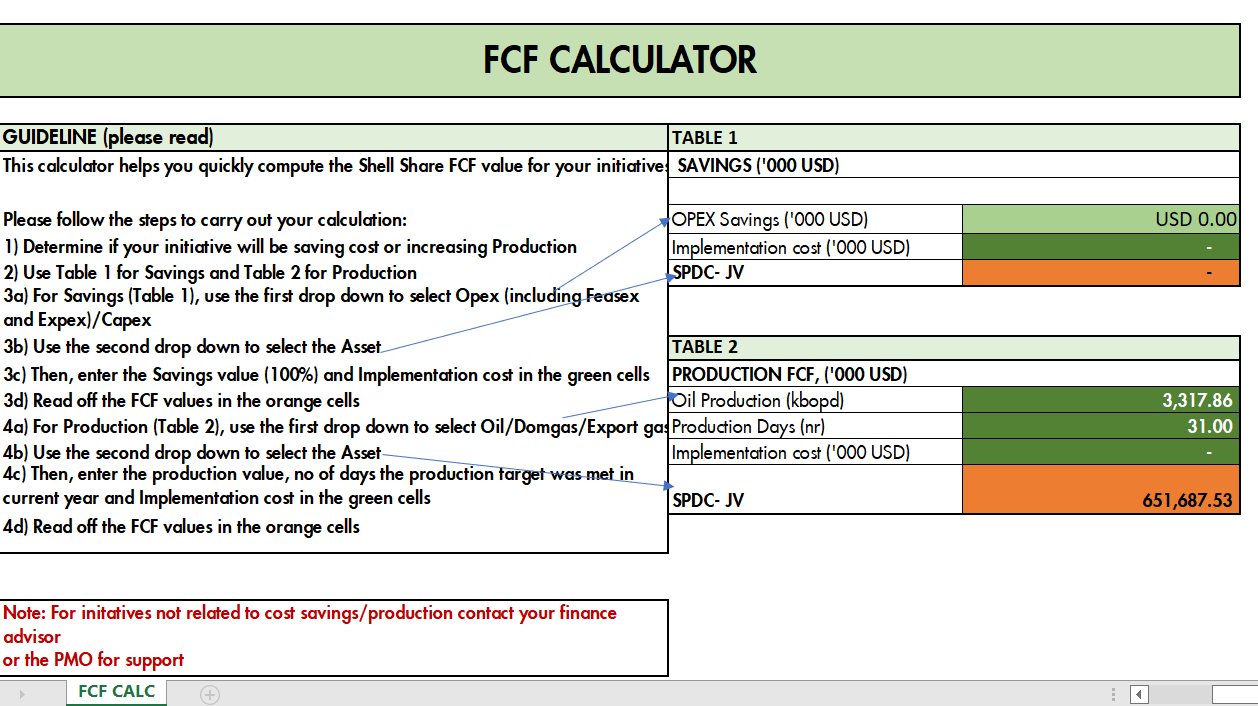 FCF CALCULATOR
GUIDELINE (please read)
This calculator helps you quickly compute the Shell Share FCF value for your initiatives
Please follow the steps to carry out your calculation:
1) Determine if your initiative will be saving cost or increasing Production
2) Use Table 1 for Savings and Table 2 for Production
3a) For Savings (Table 1), use the first drop down to select Opex (including Feasex
and Expex)/Capex
3b) Use the second drop down to select the Asset
3c) Then, enter the Savings value (100%) and Implementation cost in the green cells
3d) Read off the FCF values in the orange cells
4a) For Production (Table 2), use the first drop down to select Oil/Domgas/Export gas
4b) Use the second drop down to select the Asset
4c) Then, enter the production value, no of days the production target was met in
current year and Implementation cost in the green cells
4d) Read off the FCF values in the orange cells
TABLE 1
SAVINGS ('000 USD)
OPEX Savings ('000 USD) USD 0.00
Implementation cost ('000 USD) -
SPDC- JV -
TABLE 2
PRODUCTION FCF, ('000 USD)
Oil Production (kbopd) 3,317.86
Production Days (nr) 31.00
Implementation cost ('000 USD) -
SPDC- JV 651,687.53
Note: For initatives not related to cost savings/production contact your finance
advisor
or the PMO for support
FCF CALC